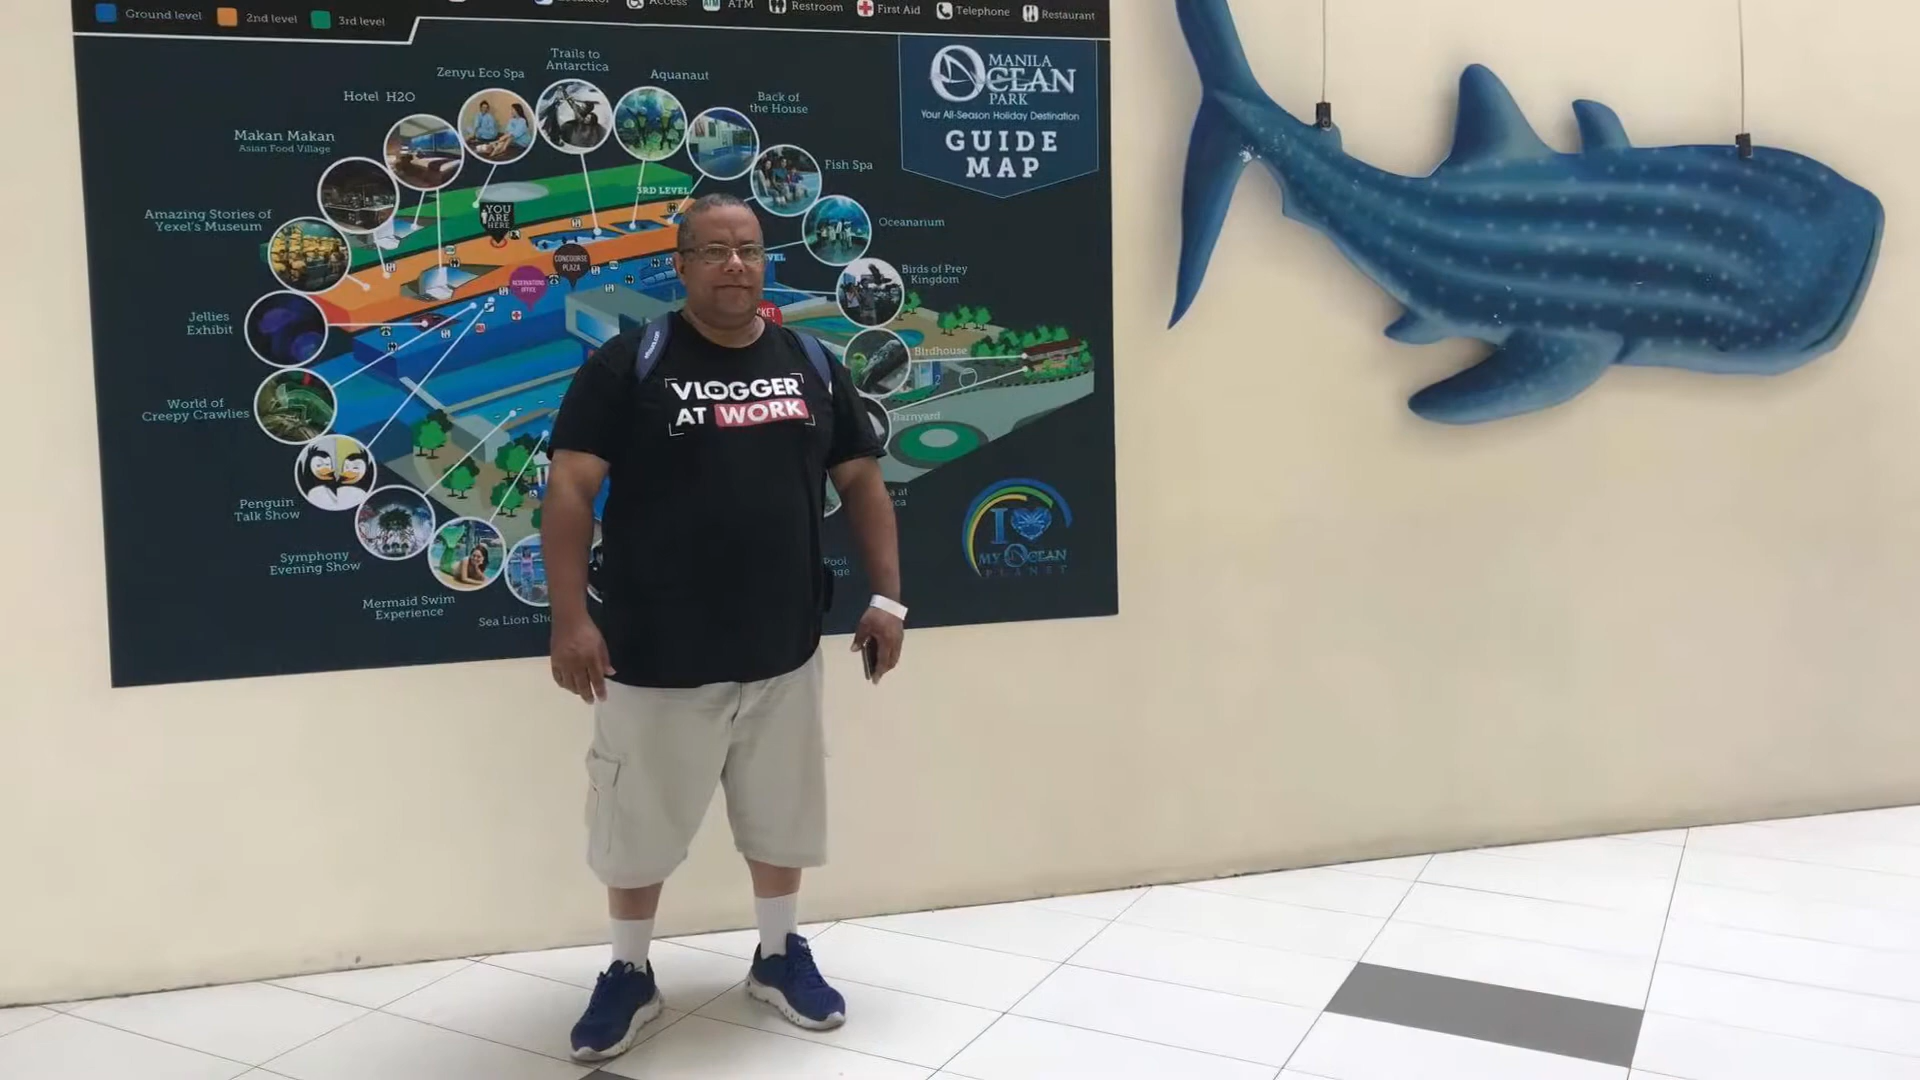 Ground level
2nd level
3rd level
Access
ATM
Restroom
First Aid
Telephone
Restaurant
MANILA
OCEAN
PARK
Your All-Season Holiday Destination
GUIDE
MAP
Trails to
Antarctica
Zenyu Eco Spa
Aquanaut
Hotel H2O
Back of
the House
Makan Makan
Asian Food Village
Fish Spa
3RD LEVEL
YOU
ARE
HERE
Amazing Stories of
Yexel's Museum
Oceanarium
CONCOURSE
PLAZA
RESERVATIONS
OFFICE
Birds of Prey
Kingdom
Jellies
Exhibit
Birdhouse
2
VLOGGER
AT WORK
World of
Creepy Crawlies
Barnyard
Penguin
Talk Show
I
MY OCEAN
PLANET
Symphony
Evening Show
Pool
Mermaid Swim
Experience
Sea Lion